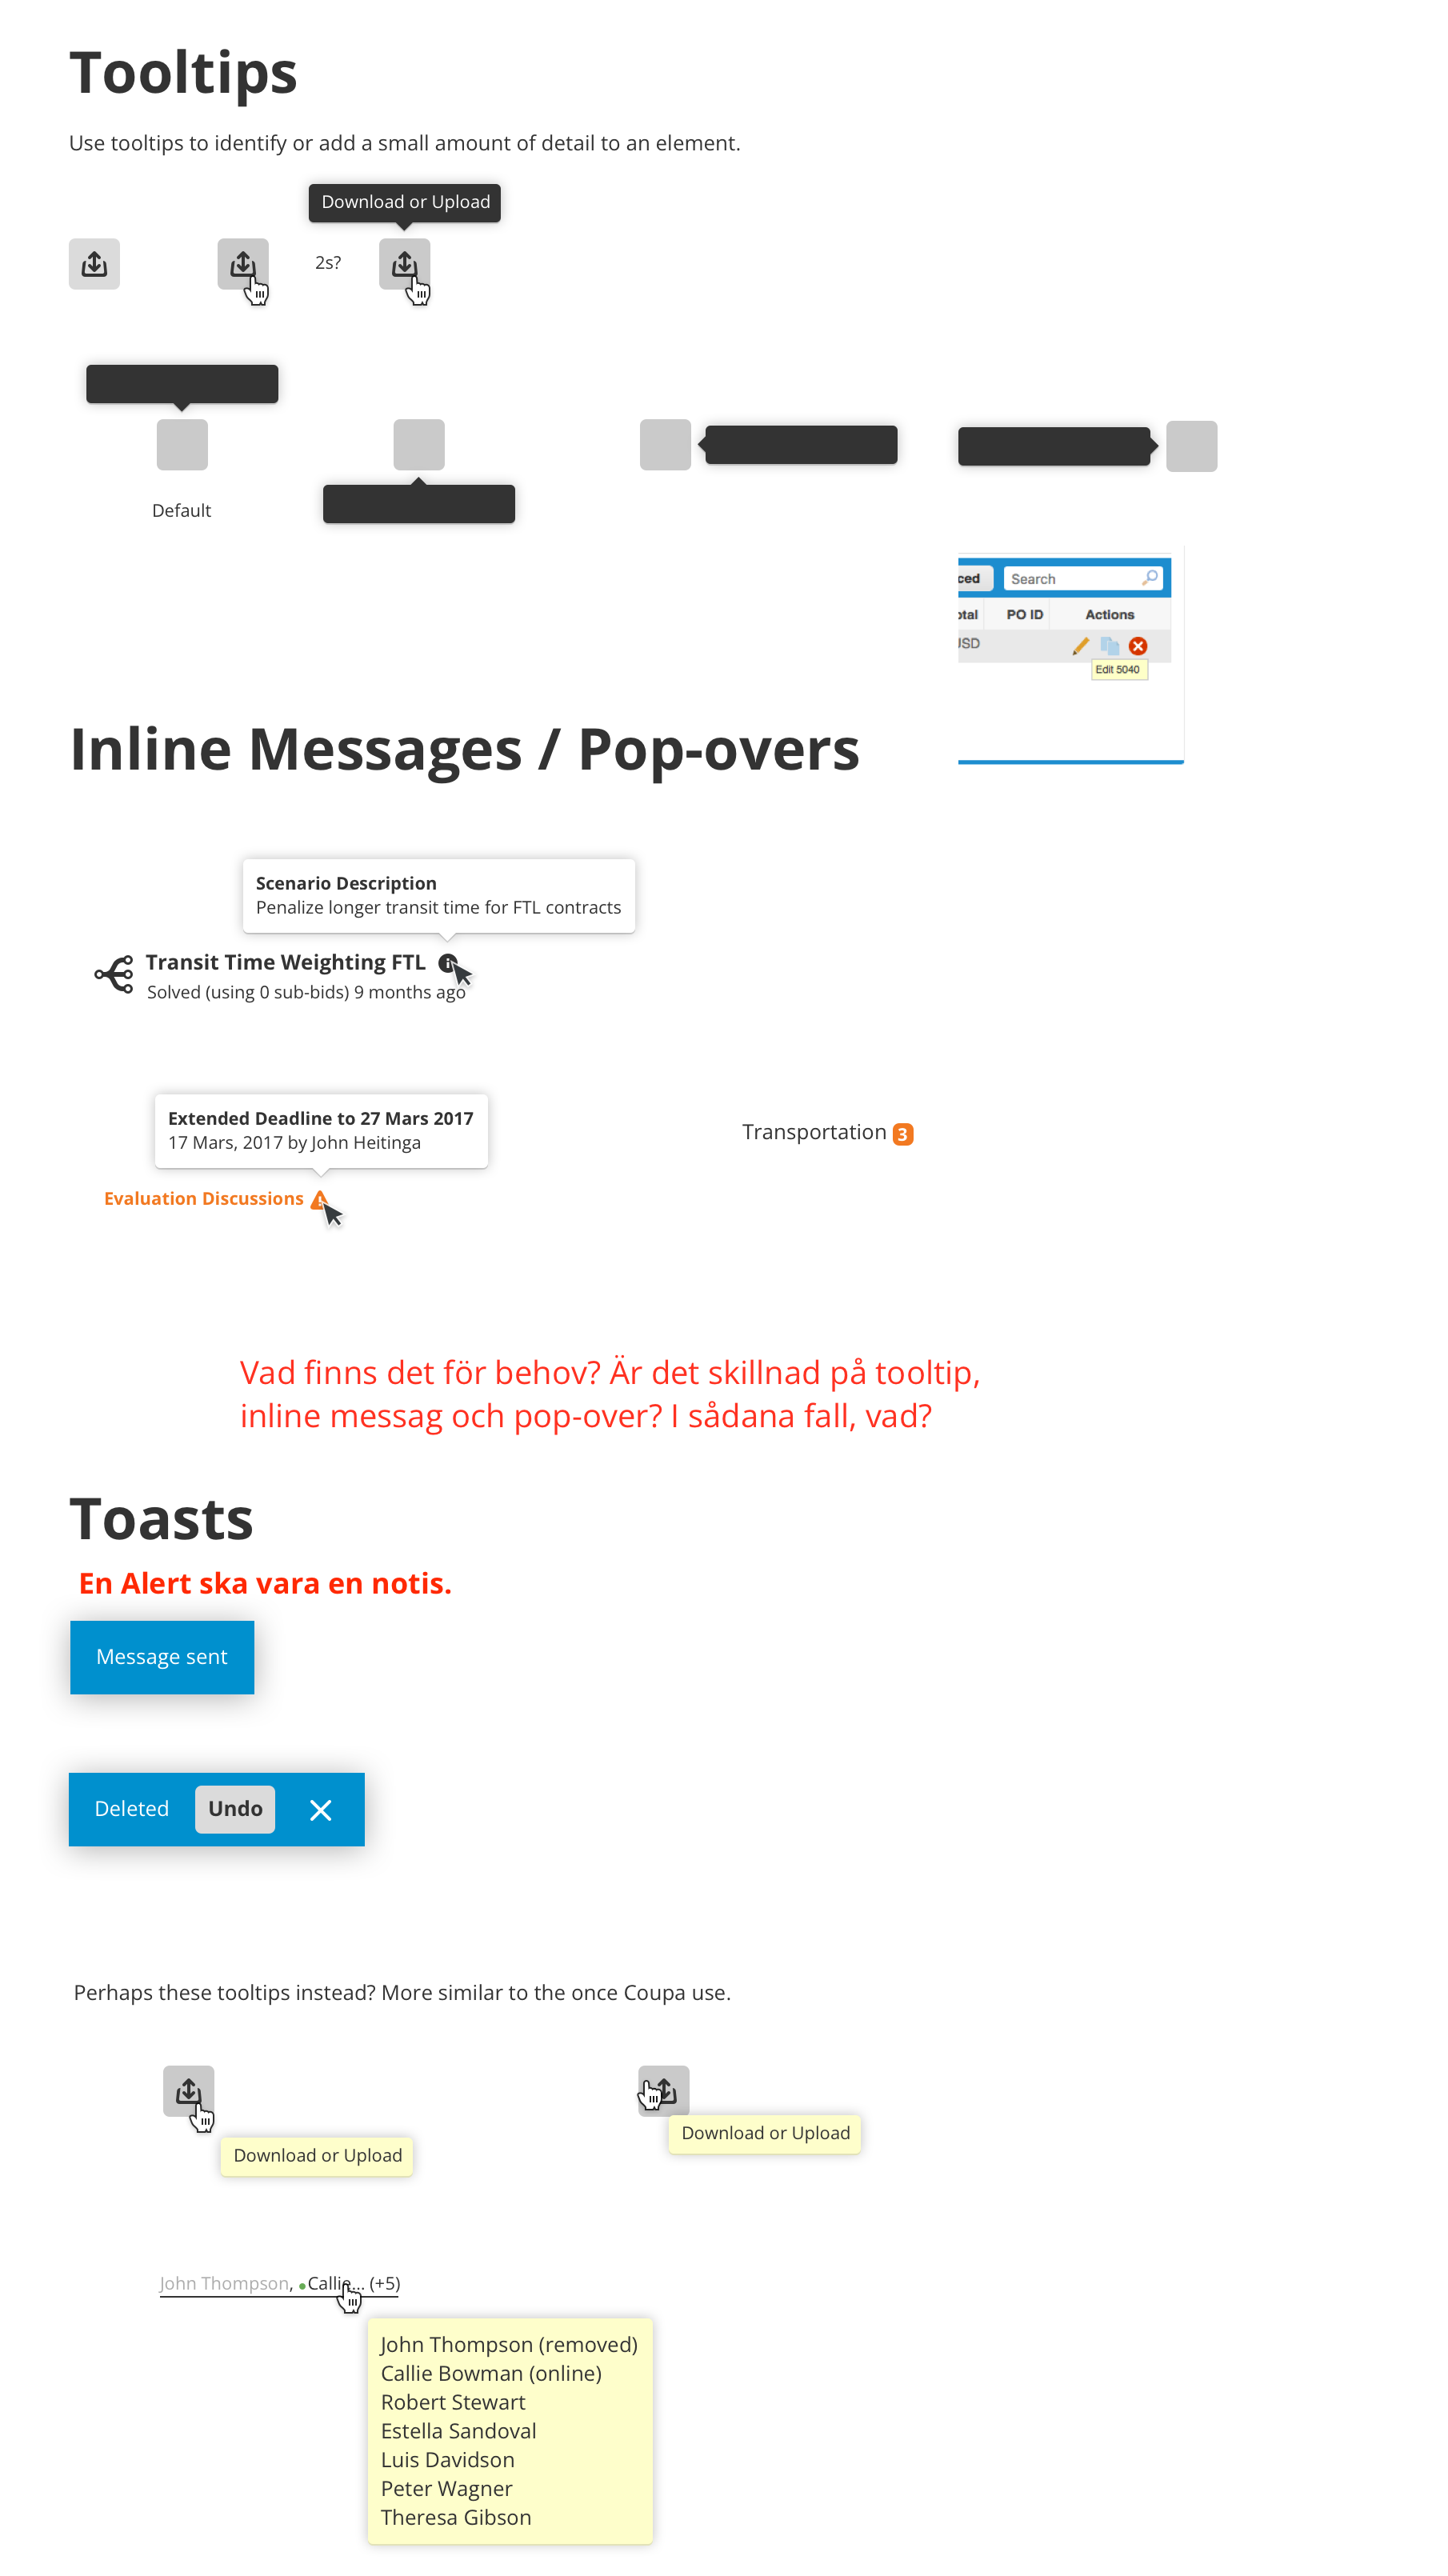 Tooltips
Use tooltips to identify or add a small amount of detail to an element.
Download or Upload
2s?
Default
ced
Search
otal
PO ID
Actions
JSD
Edit 5040
Inline Messages / Pop-overs
Scenario Description
Penalize longer transit time for FTL contracts
Transit Time Weighting FTL
Solved (using 0 sub-bids) 9 months ago
Extended Deadline to 27 Mars 2017
17 Mars, 2017 by John Heitinga
Transportation 3
Evaluation Discussions
Vad finns det för behov? Är det skillnad på tooltip,
inline messag och pop-over? I sådana fall, vad?
Toasts
En Alert ska vara en notis.
Message sent
Deleted Undo
Perhaps these tooltips instead? More similar to the once Coupa use.
Download or Upload
Download or Upload
John Thompson, Callie... (+5)
John Thompson (removed)
Callie Bowman (online)
Robert Stewart
Estella Sandoval
Luis Davidson
Peter Wagner
Theresa Gibson